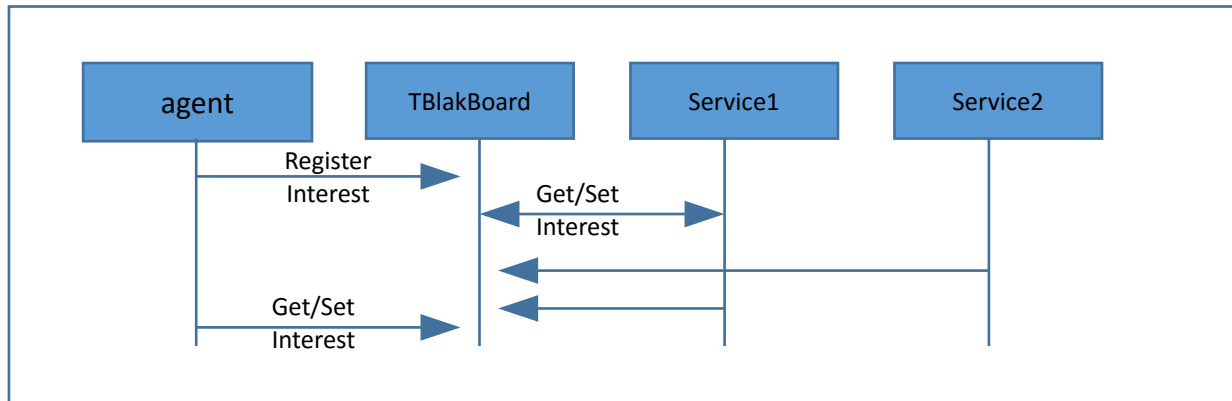 agent
TBlakBoard
Service1
Service2
Register
Interest
Get/Set
Interest
Get/Set
Interest